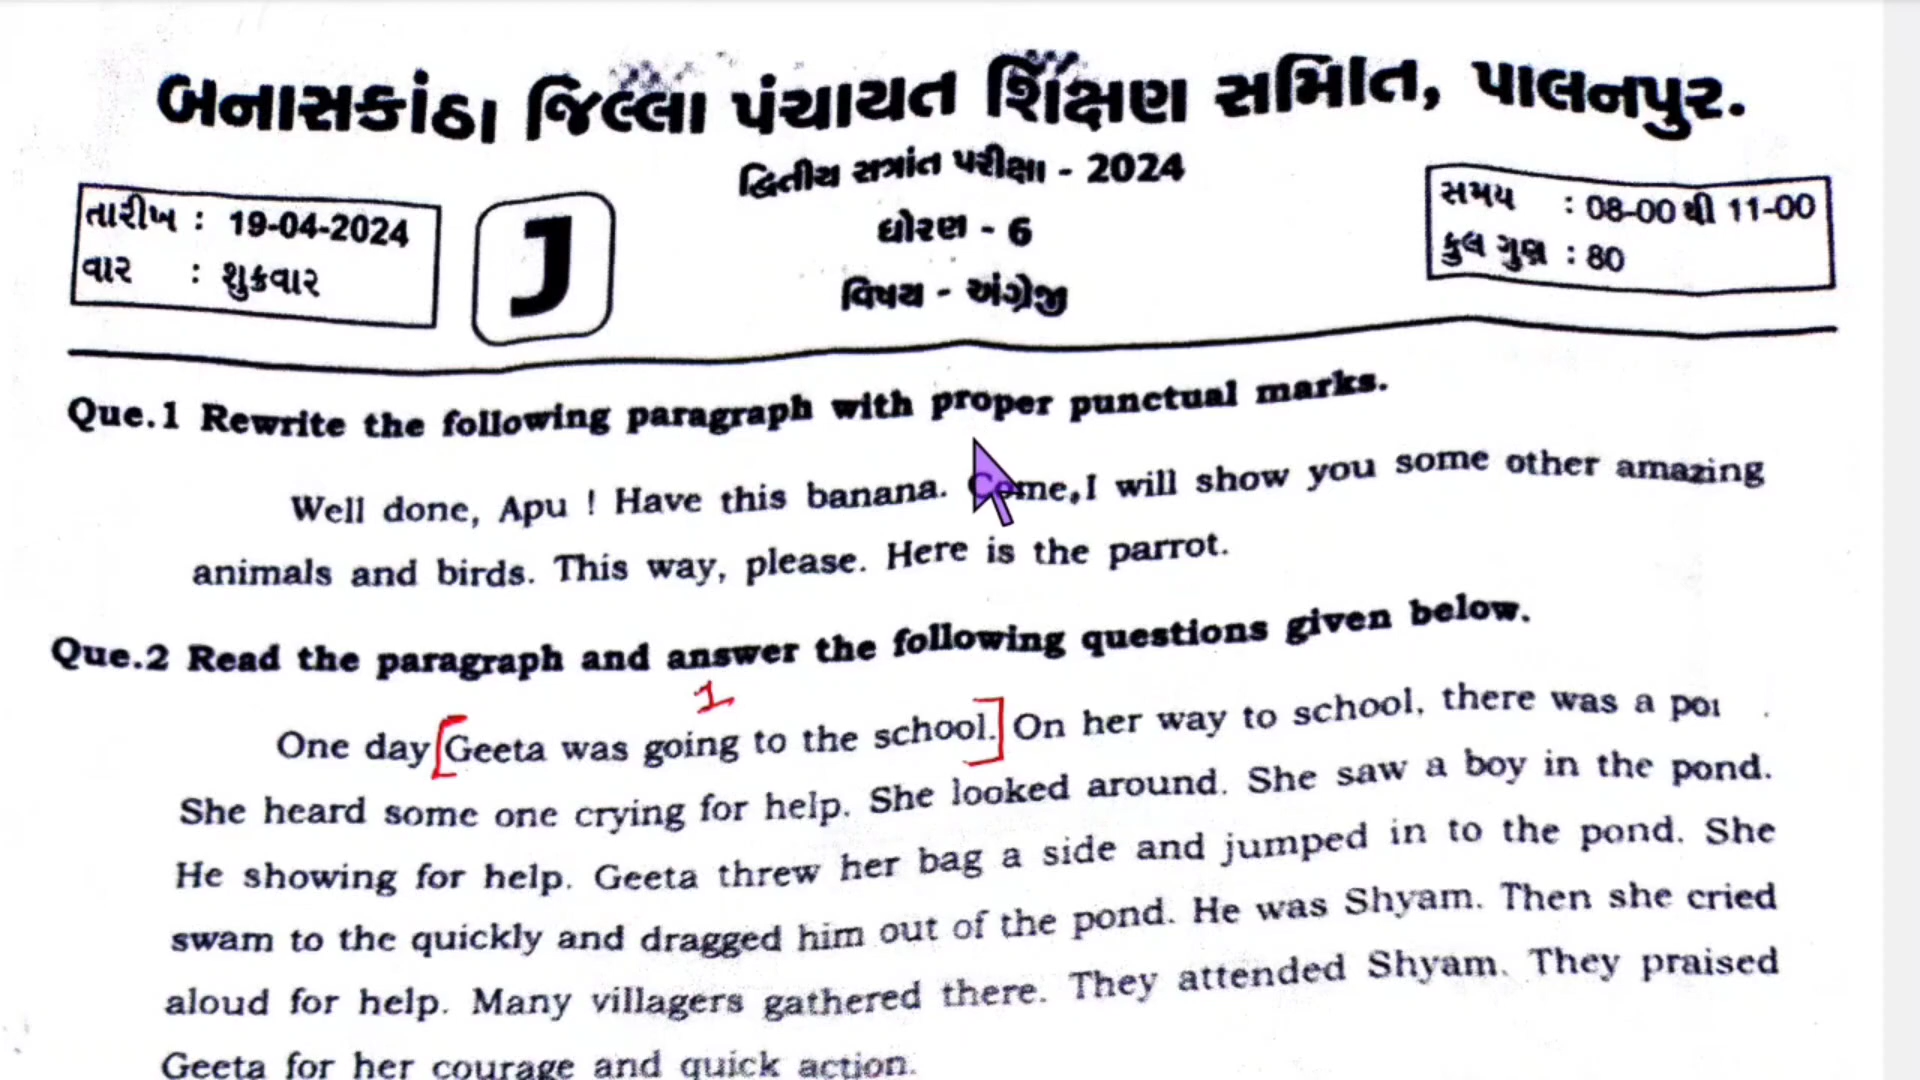 બનાસકાંઠા જિલ્લા પંચાયત શિક્ષણ સમિતિ, પાલનપુર.
દ્વિતીય સત્રાંત પરીક્ષા - 2024
તારીખ : 19-04-2024
વાર : શુક્રવાર
J
ધોરણ - 6
વિષય - અંગ્રેજી
સમય : 08-00 થી 11-00
કુલ ગુણ : 80
Que.1 Rewrite the following paragraph with proper punctual marks.
Well done, Apu ! Have this banana. Come, I will show you some other amazing
animals and birds. This way, please. Here is the parrot.
Que.2 Read the paragraph and answer the following questions given below.
1
One day [Geeta was going to the school.] On her way to school, there was a
She heard some one crying for help. She looked around. She saw a boy in the pond.
He showing for help. Geeta threw her bag a side and jumped in to the pond. She
swam to the quickly and dragged him out of the pond. He was Shyam. Then she cried
aloud for help. Many villagers gathered there. They attended Shyam. They praised
Geeta for her courage and quick action.